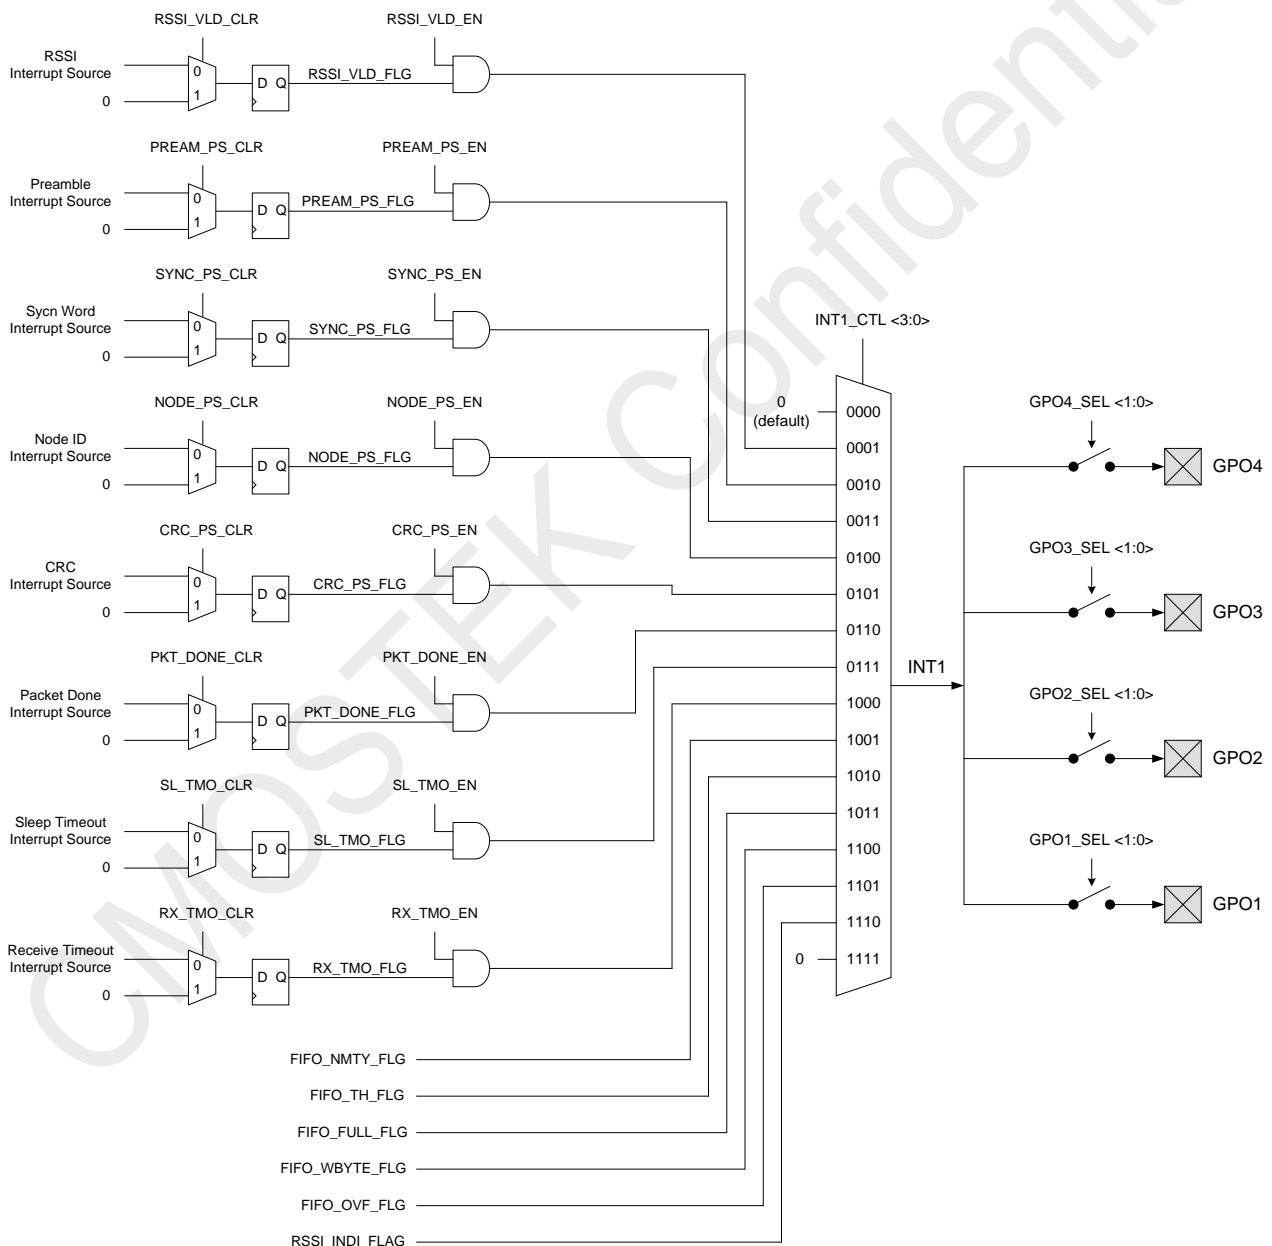 RSSI_VLD_CLR
RSSI_VLD_EN
RSSI
Interrupt Source
0
0
1
D Q
RSSI_VLD_FLG
PREAM_PS_CLR
PREAM_PS_EN
Preamble
Interrupt Source
0
0
1
D Q
PREAM_PS_FLG
SYNC_PS_CLR
SYNC_PS_EN
Sycn Word
Interrupt Source
0
0
1
D Q
SYNC_PS_FLG
NODE_PS_CLR
NODE_PS_EN
Node ID
Interrupt Source
0
0
1
D Q
NODE_PS_FLG
CRC_PS_CLR
CRC_PS_EN
CRC
Interrupt Source
0
0
1
D Q
CRC_PS_FLG
PKT_DONE_CLR
PKT_DONE_EN
Packet Done
Interrupt Source
0
0
1
D Q
PKT_DONE_FLG
SL_TMO_CLR
SL_TMO_EN
Sleep Timeout
Interrupt Source
0
0
1
D Q
SL_TMO_FLG
RX_TMO_CLR
RX_TMO_EN
Receive Timeout
Interrupt Source
0
0
1
D Q
RX_TMO_FLG
FIFO_NMTY_FLG
FIFO_TH_FLG
FIFO_FULL_FLG
FIFO_WBYTE_FLG
FIFO_OVF_FLG
RSSI_INDI_FLAG
INT1_CTL <3:0>
0
(default)
0000
0001
0010
0011
0100
0101
0110
0111
1000
1001
1010
1011
1100
1101
1110
0
1111
INT1
GPO4_SEL <1:0>
GPO4
GPO3_SEL <1:0>
GPO3
GPO2_SEL <1:0>
GPO2
GPO1_SEL <1:0>
GPO1
CMOSTEK Confidential